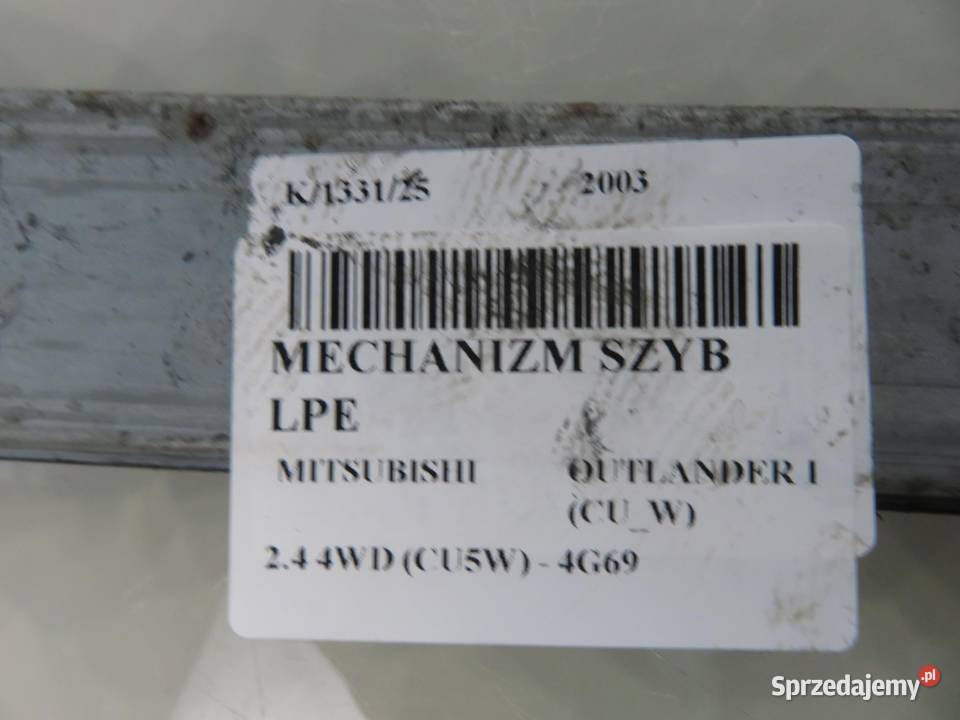 K/1331/25 2003
MECHANIZM SZYB
LPE
MITSUBISHI OUTLANDER I
(CU_W)
2.4 4WD (CU5W) - 4G69
Sprzedajemy.pl